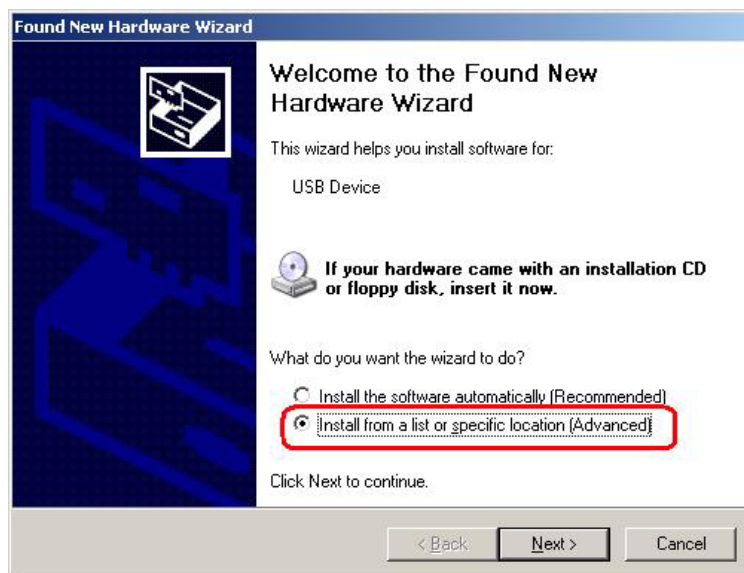 Found New Hardware Wizard
Welcome to the Found New
Hardware Wizard
This wizard helps you install software for:
USB Device
If your hardware came with an installation CD
or floppy disk, insert it now.
What do you want the wizard to do?
Install the software automatically (Recommended)
Install from a list or specific location (Advanced)
Click Next to continue.
< Back
Next >
Cancel